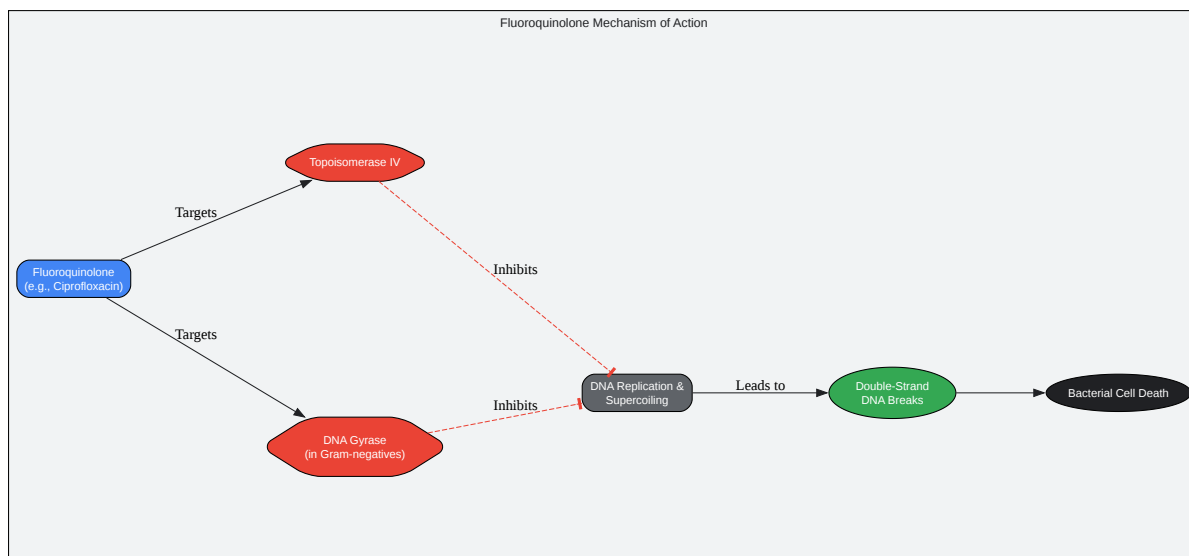 Fluoroquinolone Mechanism of Action
Topoisomerase IV
Targets
Fluoroquinolone
(e.g., Ciprofloxacin)
Inhibits
Targets
DNA Replication &
Supercoiling
Leads to
Double-Strand
DNA Breaks
Bacterial Cell Death
Inhibits
DNA Gyrase
(in Gram-negatives)